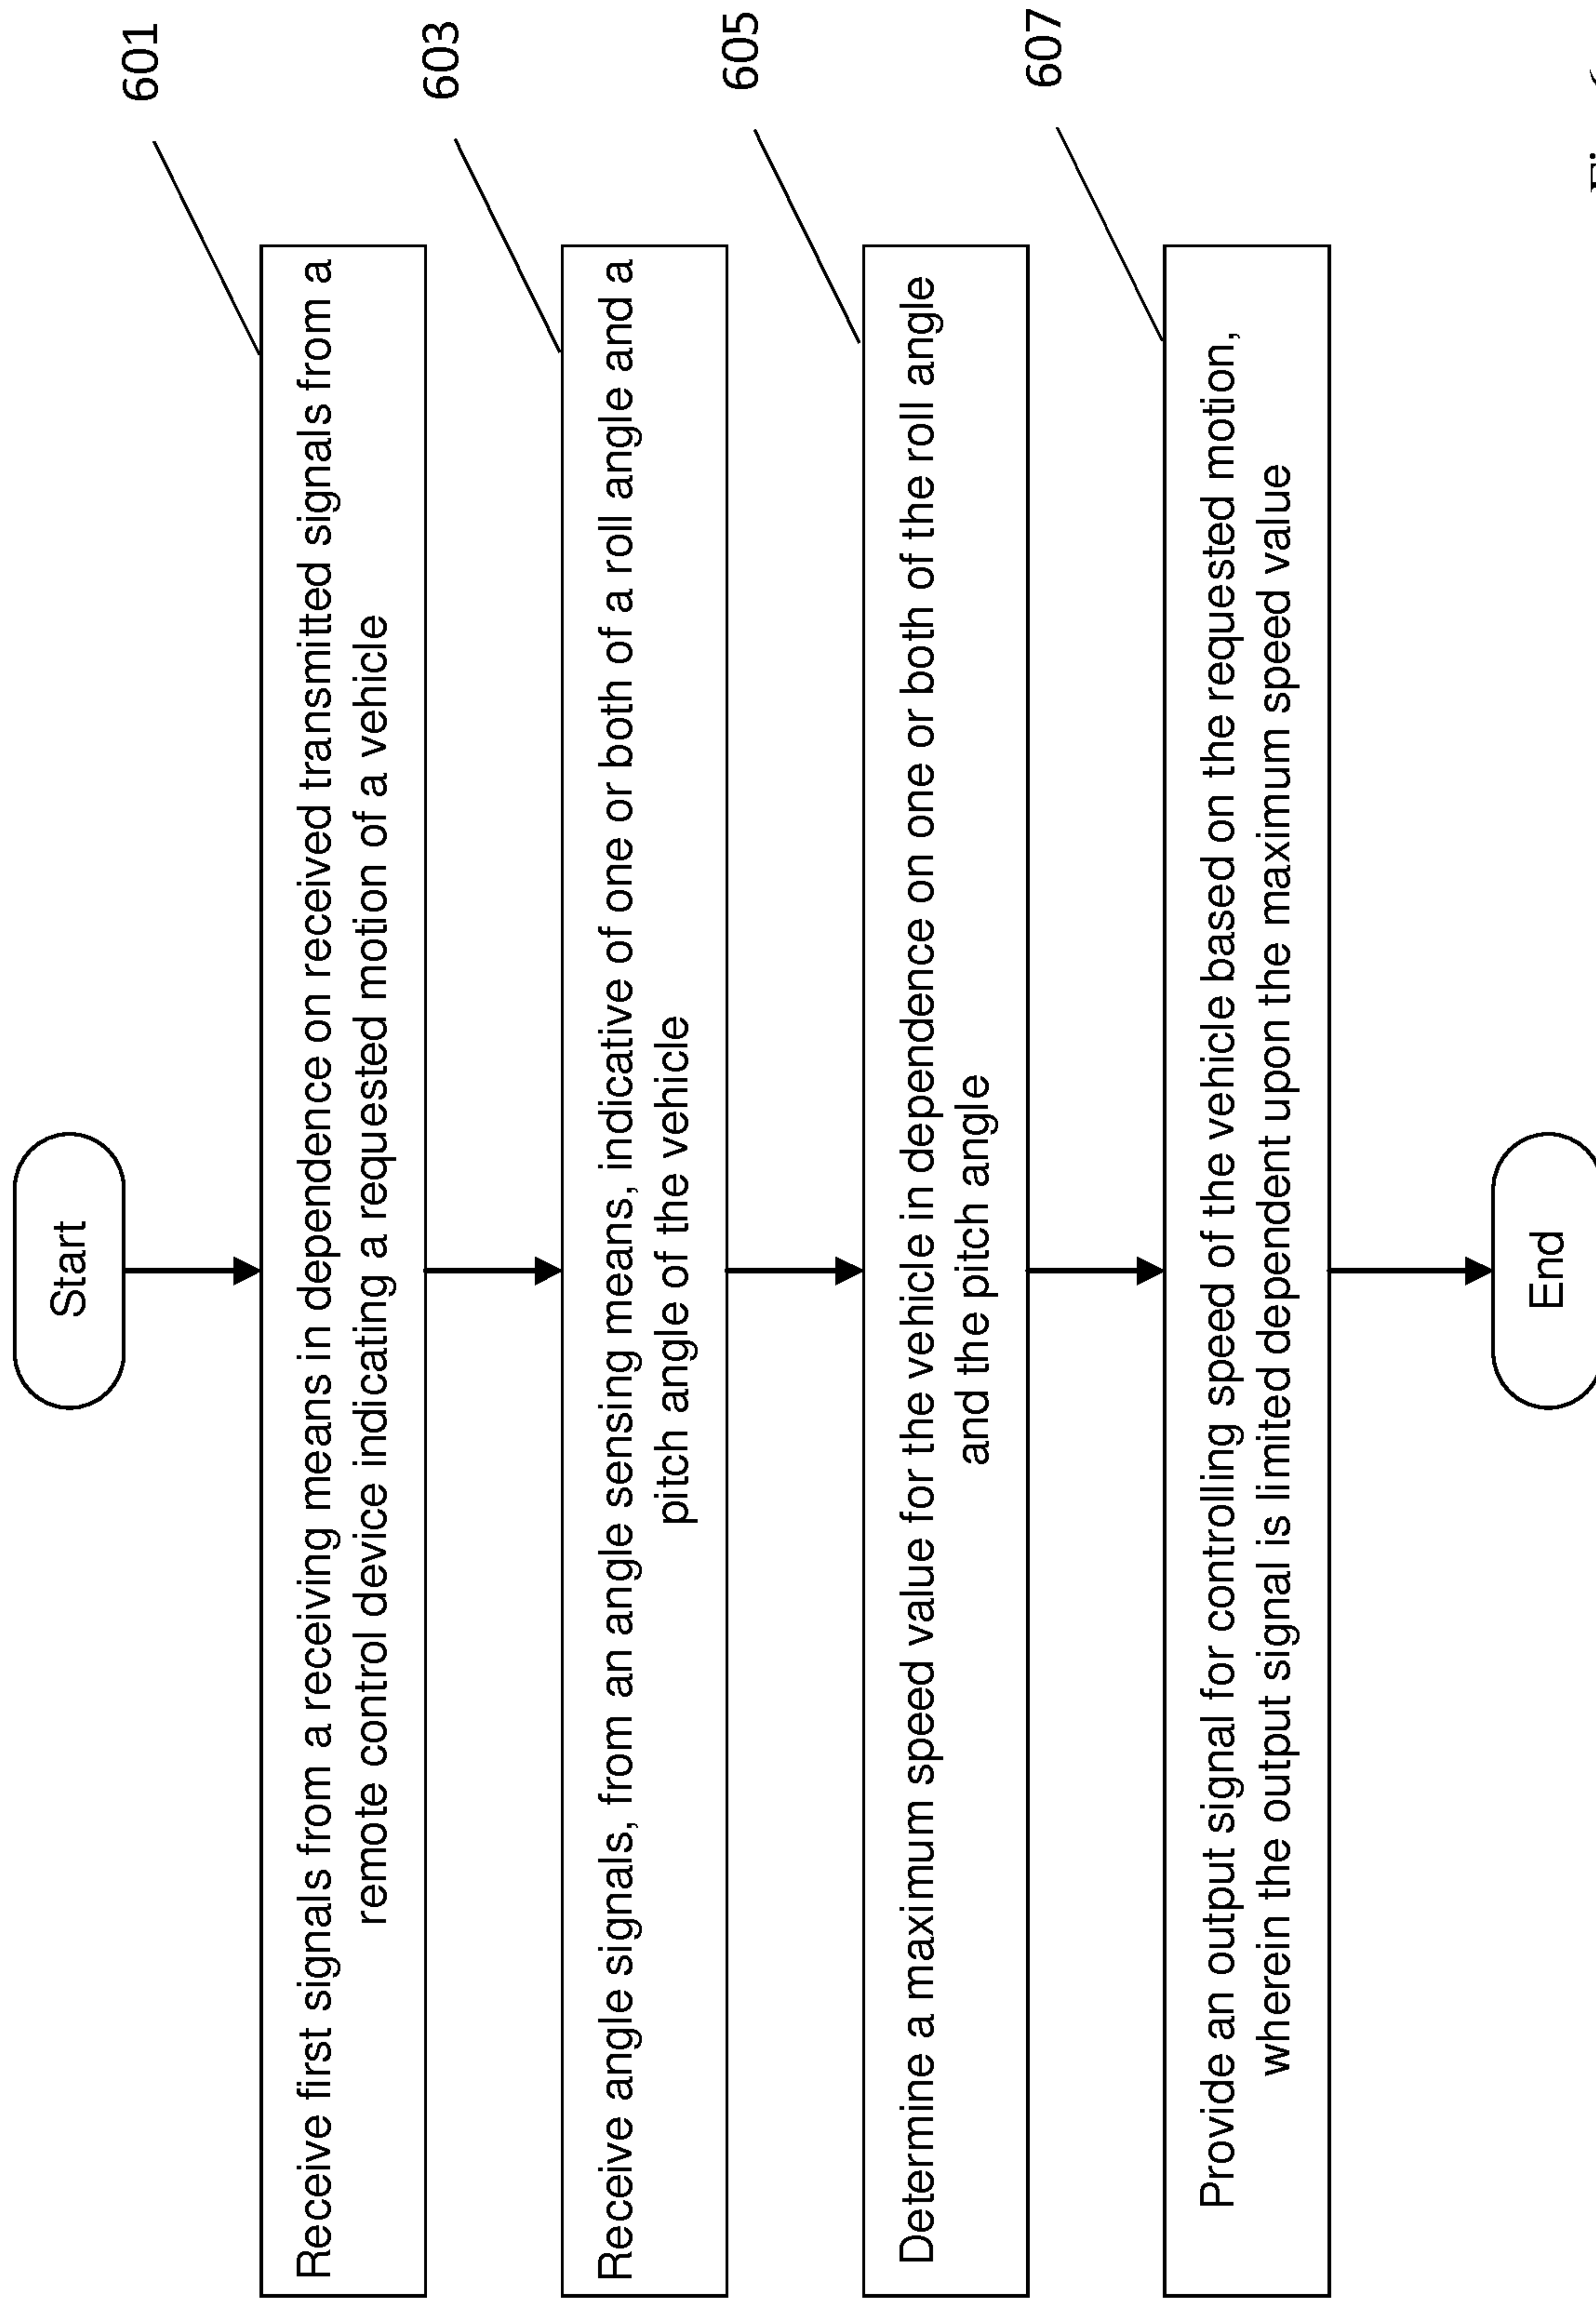 Start
601
Receive first signals from a receiving means in dependence on received transmitted signals from a
remote control device indicating a requested motion of a vehicle
603
Receive angle signals, from an angle sensing means, indicative of one or both of a roll angle and a
pitch angle of the vehicle
605
Determine a maximum speed value for the vehicle in dependence on one or both of the roll angle
and the pitch angle
607
Provide an output signal for controlling speed of the vehicle based on the requested motion,
wherein the output signal is limited dependent upon the maximum speed value
End